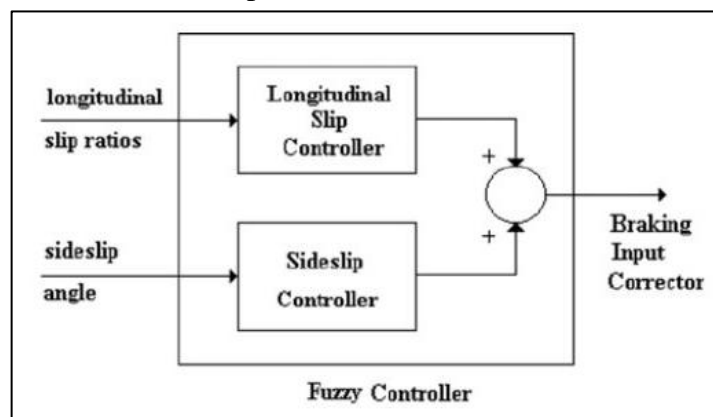 longitudinal
slip ratios
Longitudinal
Slip
Controller
+
+
sideslip
angle
Sideslip
Controller
Braking
Input
Corrector
Fuzzy Controller